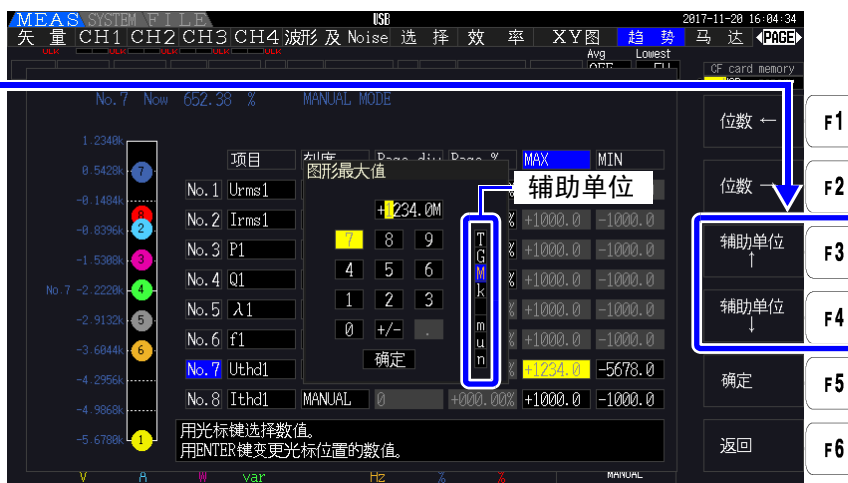 MEAS SYSTEM FILE USB 2017-11-20 16:04:34
矢 量 CH1 CH2 CH3 CH4 波形 及 Noise 选 择 效 率 XY图 趋 势 马 达 PAGE
Avg Lowest
CF card memory
No. 7 Now 652.38 % MANUAL MODE
位数 ← F1
1.2340k
项目 刻度 Page div Page % MAX MIN
图形最大值
0.5428k 7
No. 1 Urms1 辅助单位
位数 → F2
-0.1484k
+1234.0M
8
No. 2 Irms1 % +1000.0 -1000.0
-0.8396k 2
7 8 9
T
G
M
k
m
u
n
辅助单位 ↑ F3
No. 3 P1 % +1000.0 -1000.0
-1.5308k 3
4 5 6
No. 4 Q1 % +1000.0 -1000.0
No. 7 -2.2220k 4
1 2 3
No. 5 λ1 % +1000.0 -1000.0
辅助单位 ↓ F4
-2.9132k 5
0 +/- .
No. 6 f1 % +1000.0 -1000.0
-3.6044k 6
确定
No. 7 Uthd1 % +1234.0 -5678.0
-4.2956k
确定 F5
No. 8 Ithd1 MANUAL 0 +000.00% +1000.0 -1000.0
-4.9868k
用光标键选择数值。
-5.6780k 1
用ENTER键变更光标位置的数值。
返回 F6
V A W var Hz % % MANUAL